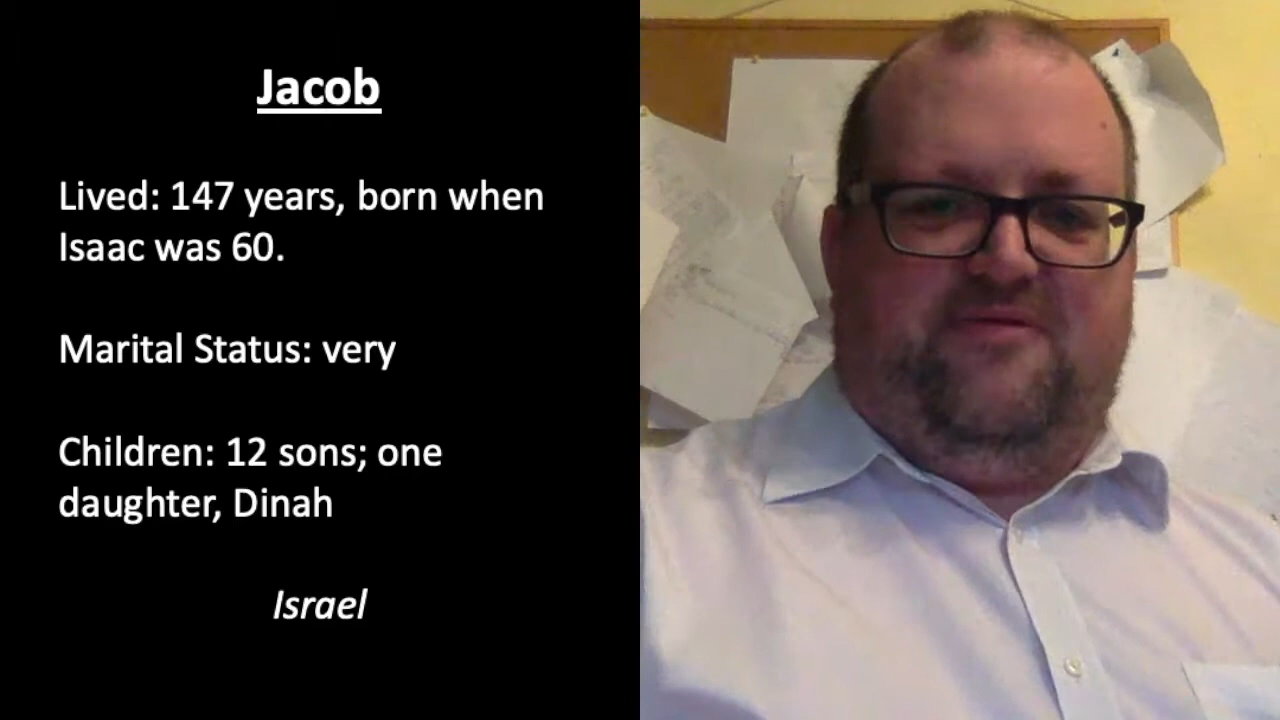 Jacob
Lived: 147 years, born when
Isaac was 60.
Marital Status: very
Children: 12 sons; one
daughter, Dinah
Israel